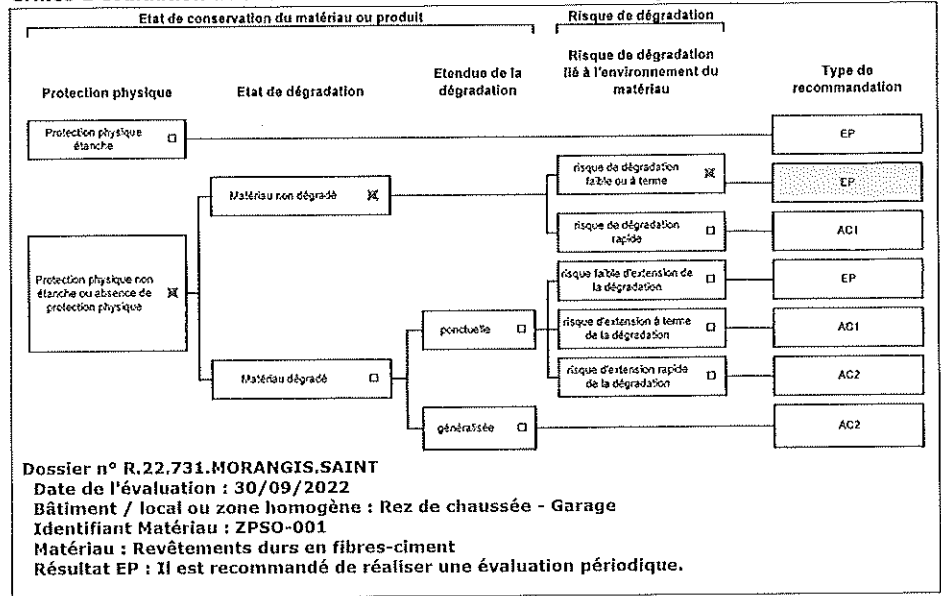 Etat de conservation du matériau ou produit
Risque de dégradation
Protection physique
Etat de dégradation
Etendue de la
dégradation
Risque de dégradation
lié à l'environnement du
matériau
Type de
recommandation
Protection physique
étanche
EP
Matériau non dégradé
risque de dégradation
faible ou à terme
EP
risque de dégradation
rapide
AC1
Protection physique non
étanche ou absence de
protection physique
risque faible d'extension de
la dégradation
EP
ponctuelle
risque d'extension à terme
de la dégradation
AC1
Matériau dégradé
risque d'extension rapide
de la dégradation
AC2
généralisée
AC2
Dossier n° R.22.731.MORANGIS.SAINT
Date de l'évaluation : 30/09/2022
Bâtiment / local ou zone homogène : Rez de chaussée - Garage
Identifiant Matériau : ZPSO-001
Matériau : Revêtements durs en fibres-ciment
Résultat EP : Il est recommandé de réaliser une évaluation périodique.